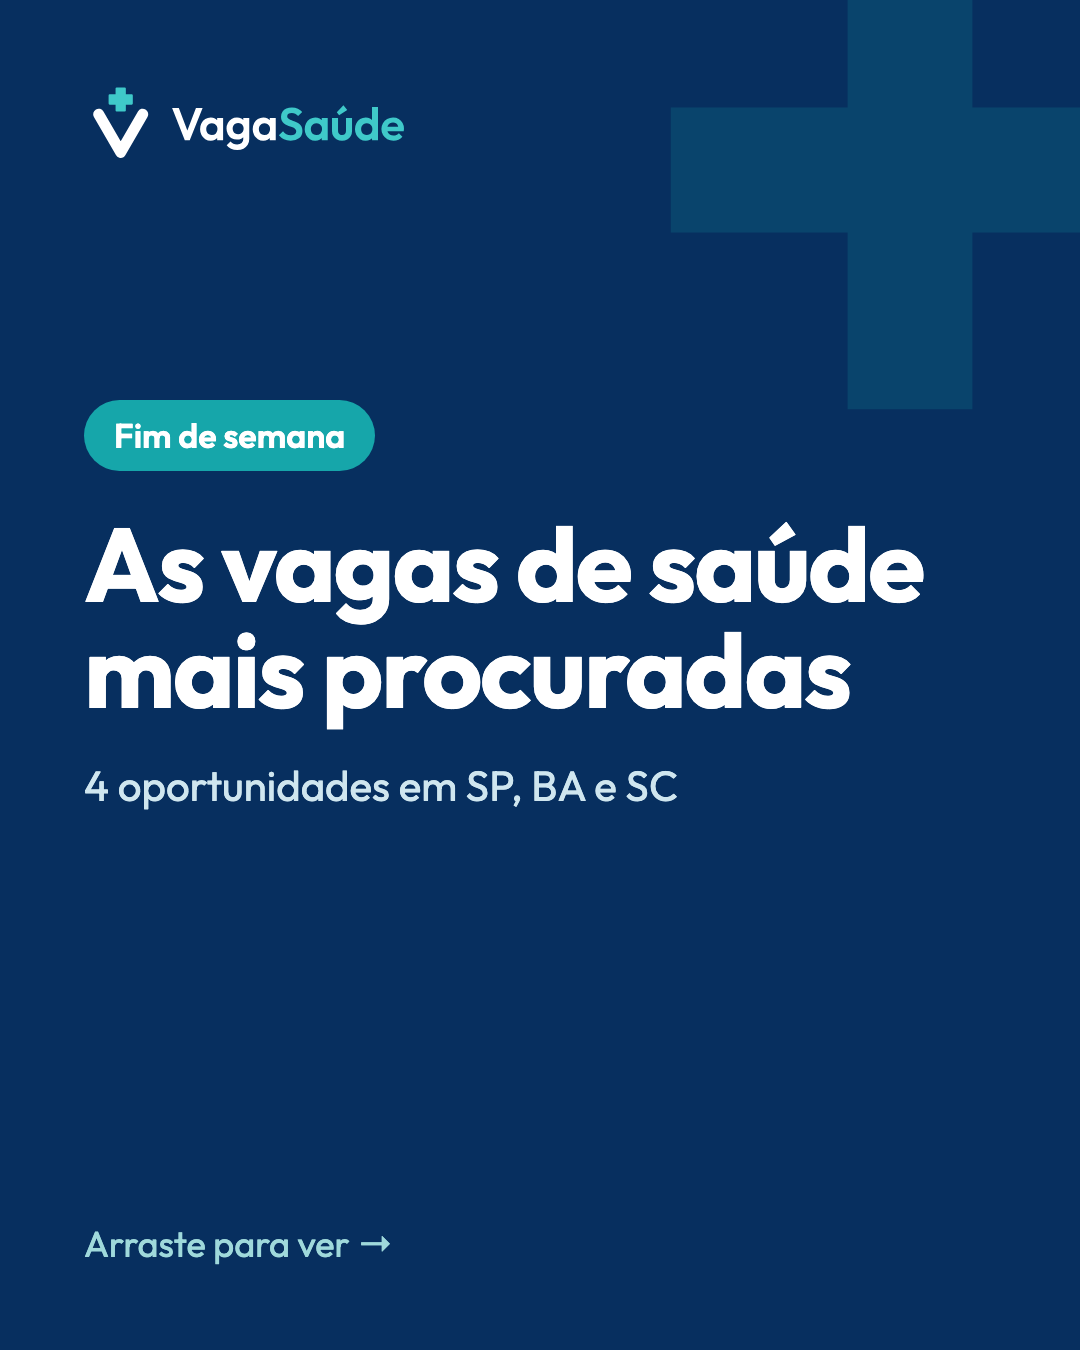 VagaSaúde
Fim de semana
As vagas de saúde
mais procuradas
4 oportunidades em SP, BA e SC
Arraste para ver →